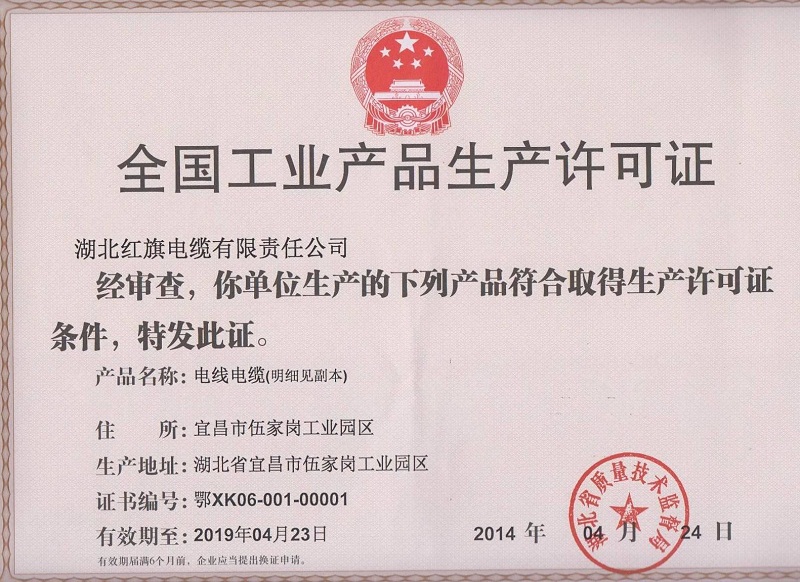 全国工业产品生产许可证
湖北红旗电缆有限责任公司
经审查，你单位生产的下列产品符合取得生产许可证
条件，特发此证。
产品名称：电线电缆(明细见副本)
住 所：宜昌市伍家岗工业园区
生产地址：湖北省宜昌市伍家岗工业园区
证书编号：鄂XK06-001-00001
有效期至：2019年04月23日
2014 年 04 月 24 日
湖北省质量技术监督局
有效期届满6个月前，企业应当提出换证申请。